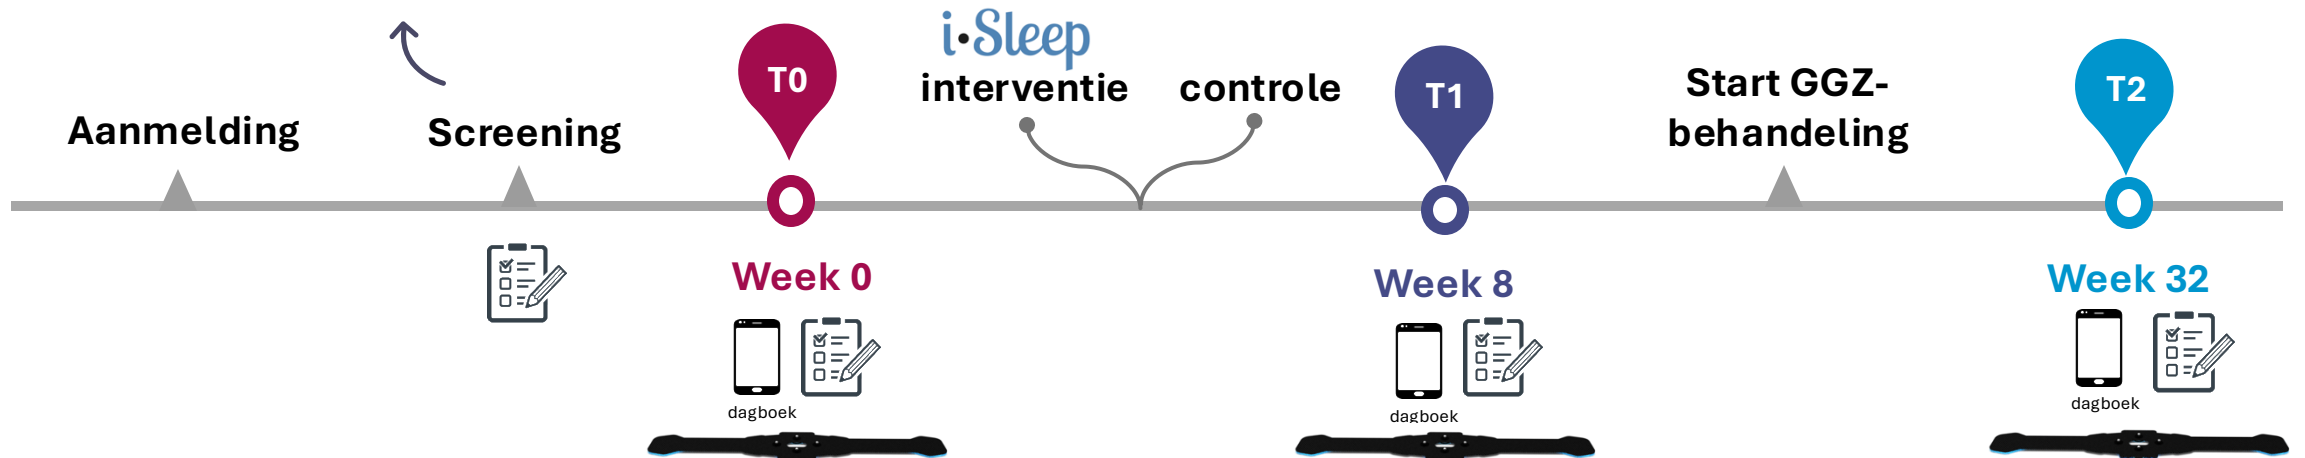 Aanmelding
Screening
T0
i•Sleep
interventie
controle
T1
Start GGZ-
behandeling
T2
Week 0
Week 8
Week 32
dagboek
dagboek
dagboek